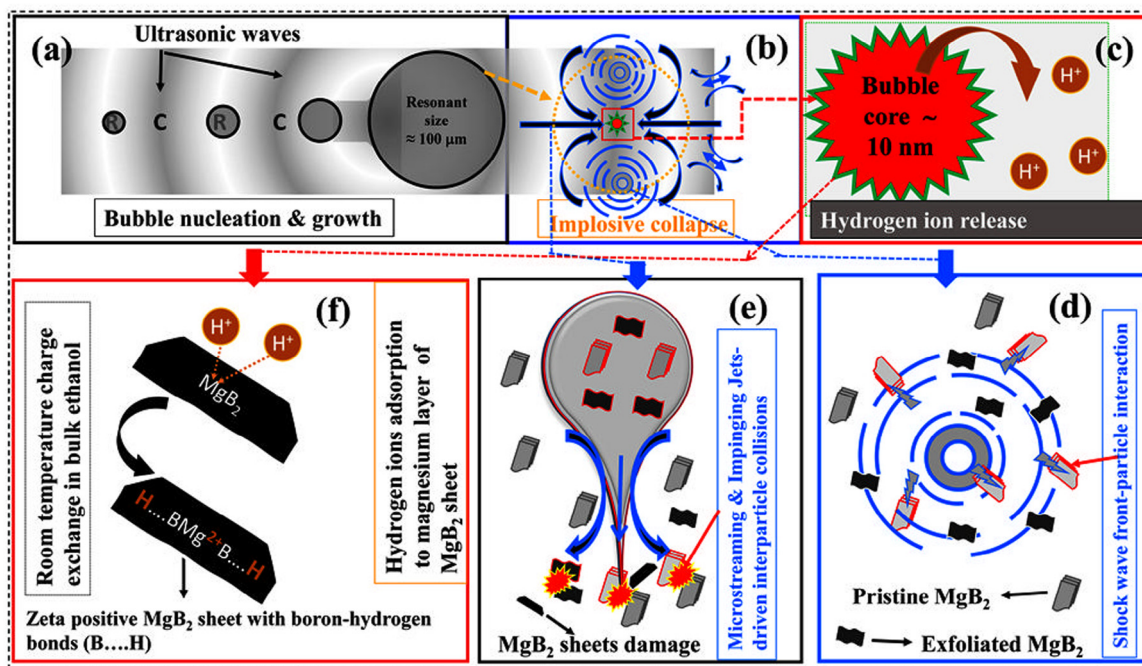 (a)
Ultrasonic waves
R
C
R
C
Resonant
size
≈ 100 μm
Bubble nucleation & growth
(b)
Implosive collapse
(c)
Bubble
core ~
10 nm
H⁺
H⁺
H⁺
Hydrogen ion release
(f)
Room temperature charge
exchange in bulk ethanol
H⁺
H⁺
MgB₂
H....BMg²⁺B....H
Zeta positive MgB₂ sheet with boron-hydrogen
bonds (B....H)
Hydrogen ions adsorption
to magnesium layer of
MgB₂ sheet
(e)
Microstreaming & Impinging Jets-
driven interparticle collisions
MgB₂ sheets damage
(d)
Shock wave front-particle interaction
Pristine MgB₂
Exfoliated MgB₂